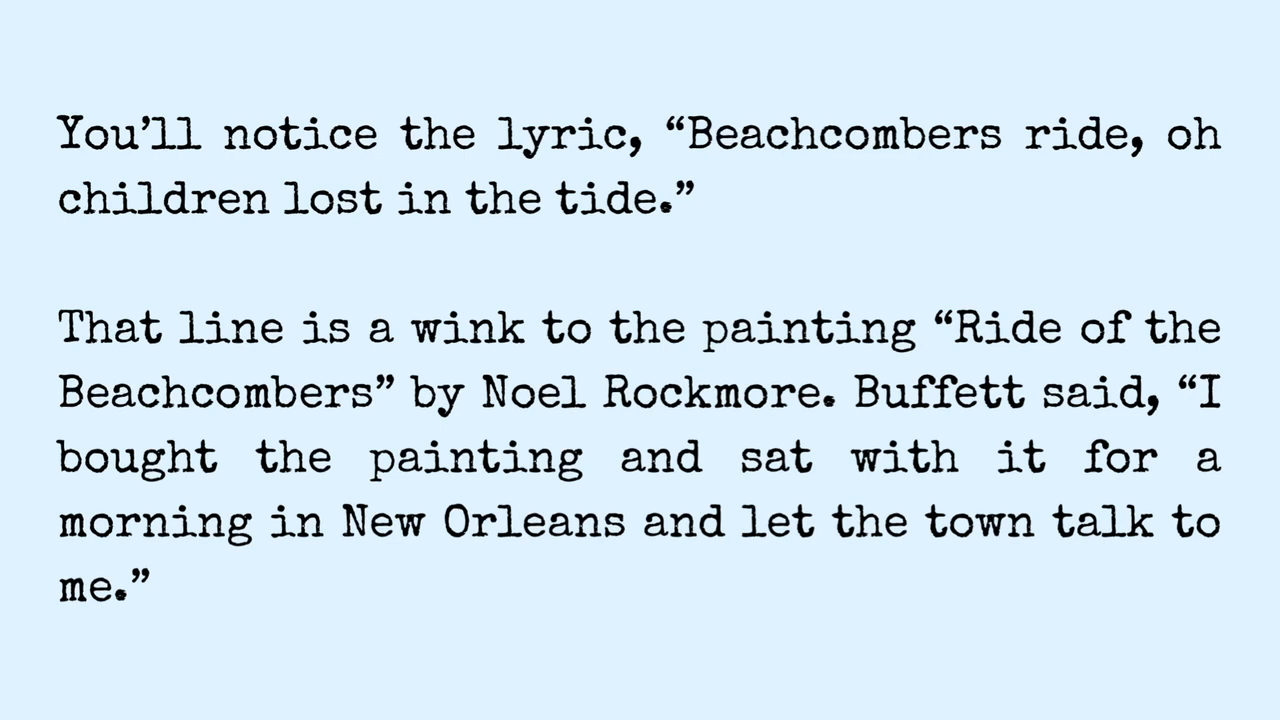 You’ll notice the lyric, “Beachcombers ride, oh
children lost in the tide.”
That line is a wink to the painting “Ride of the
Beachcombers” by Noel Rockmore. Buffett said, “I
bought the painting and sat with it for a
morning in New Orleans and let the town talk to
me.”